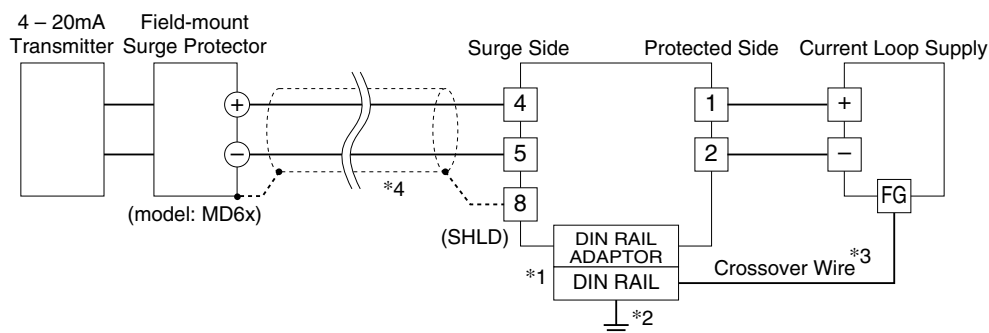 4 – 20mA
Transmitter
Field-mount
Surge Protector
Surge Side
Protected Side
Current Loop Supply
+
4
1
+
–
5
2
–
*4
8
FG
(model: MD6x)
(SHLD)
DIN RAIL
ADAPTOR
*1
DIN RAIL
Crossover Wire*3
*2